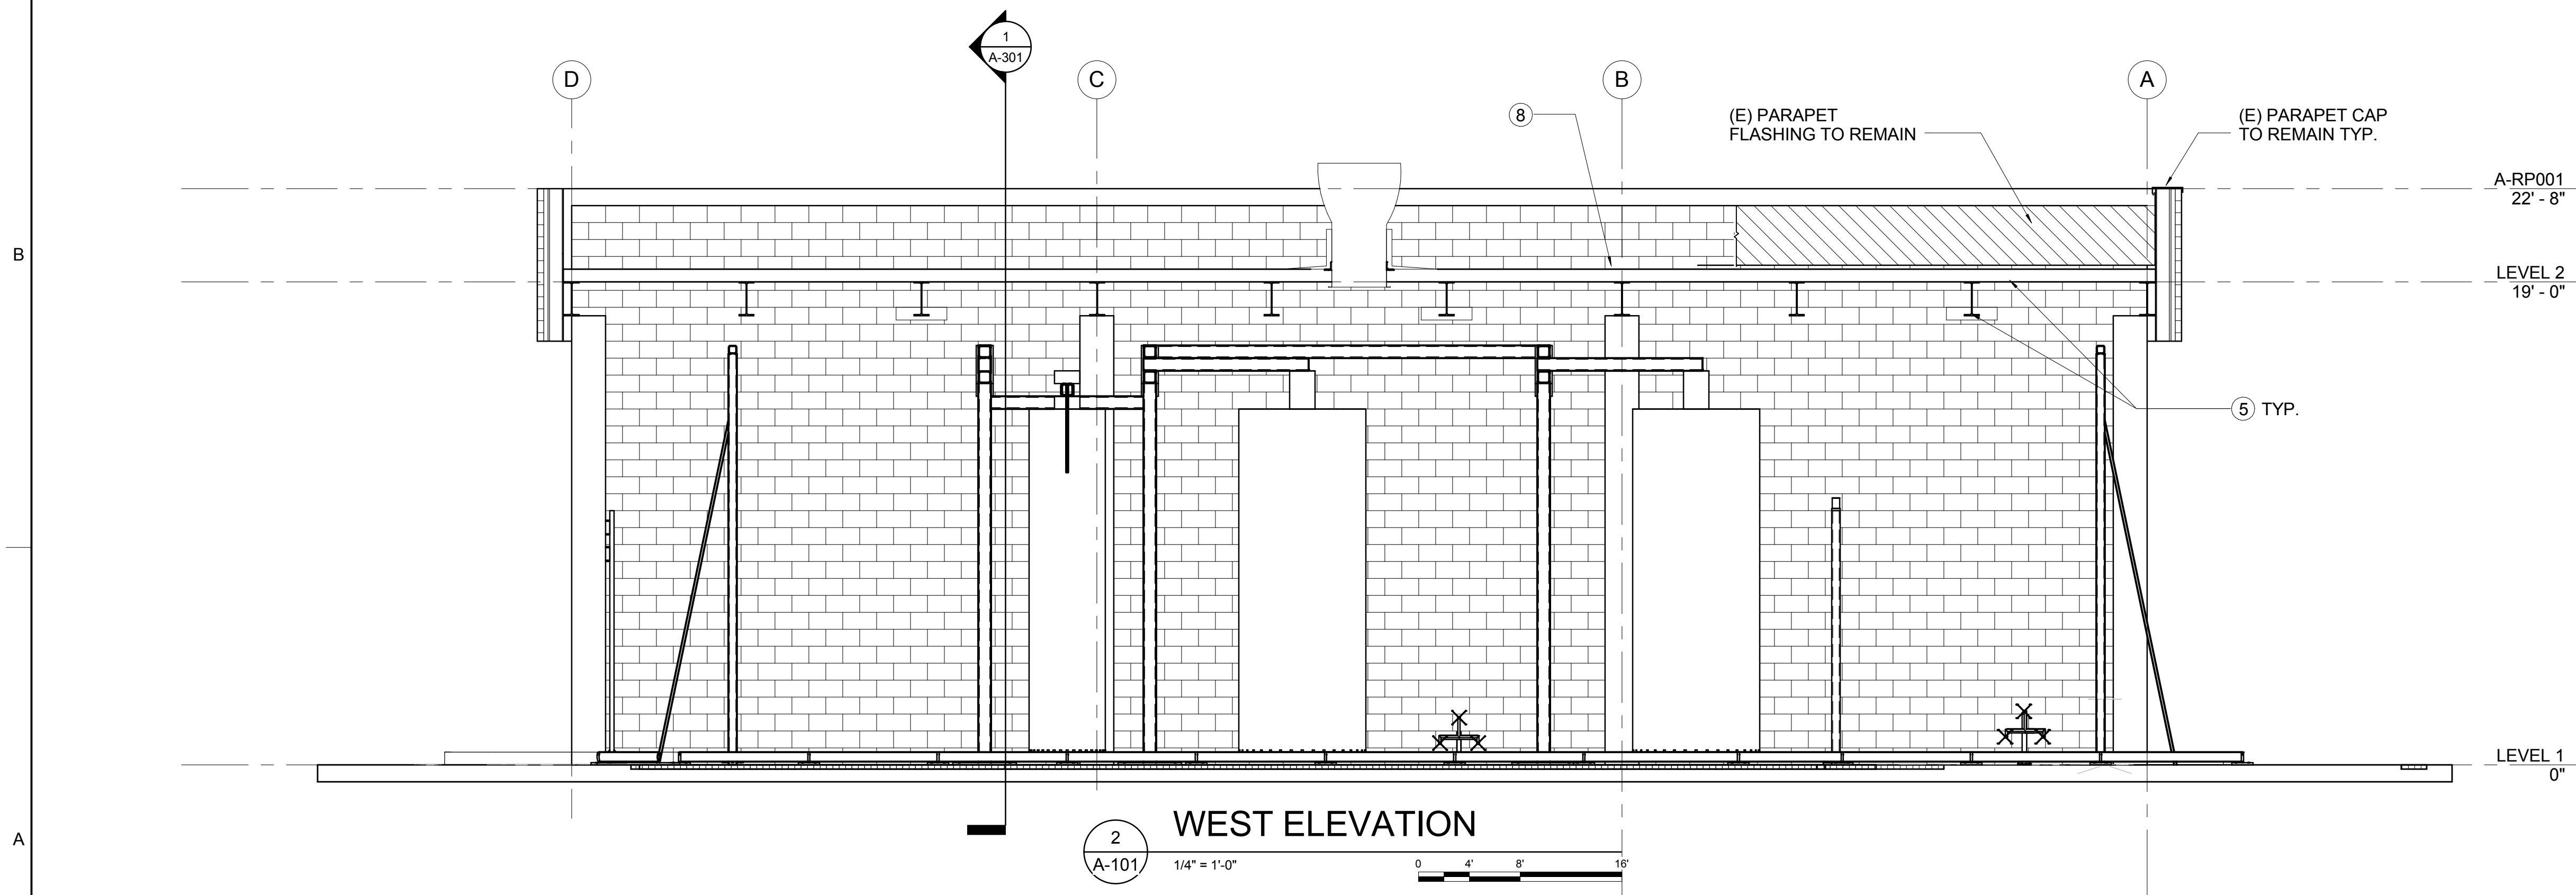 1
A-301
D
C
B
A
8
(E) PARAPET
FLASHING TO REMAIN
(E) PARAPET CAP
TO REMAIN TYP.
A-RP001
22' - 8"
B
LEVEL 2
19' - 0"
5 TYP.
LEVEL 1
0"
A
2
A-101
WEST ELEVATION
1/4" = 1'-0"
0 4' 8' 16'